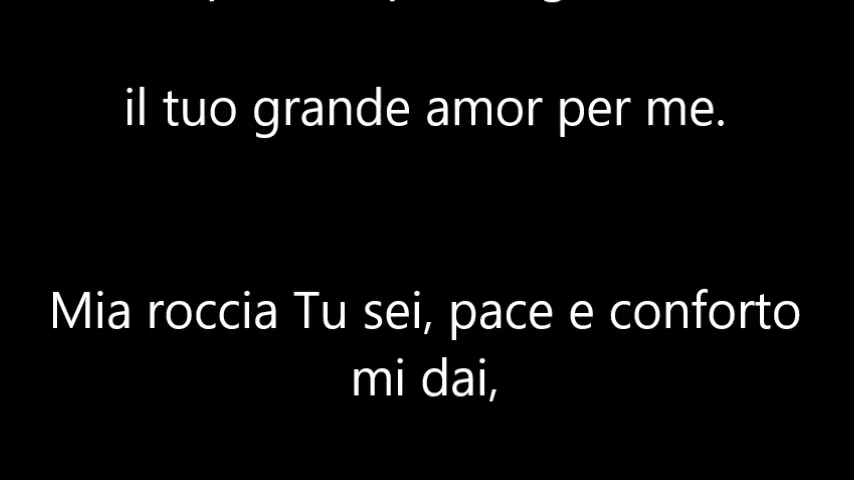 il tuo grande amor per me.
Mia roccia Tu sei, pace e conforto
mi dai,